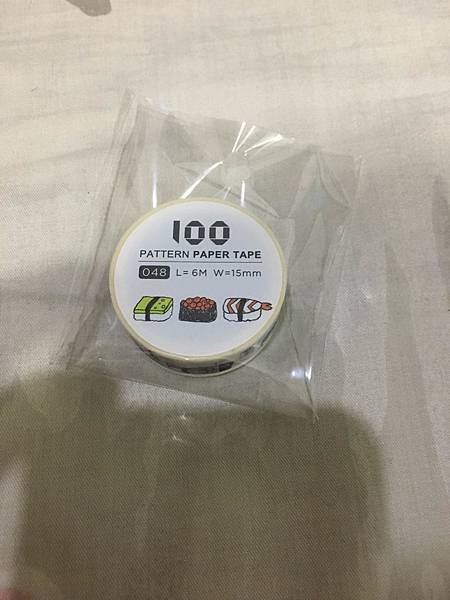 100
PATTERN PAPER TAPE
048 L= 6M W=15mm